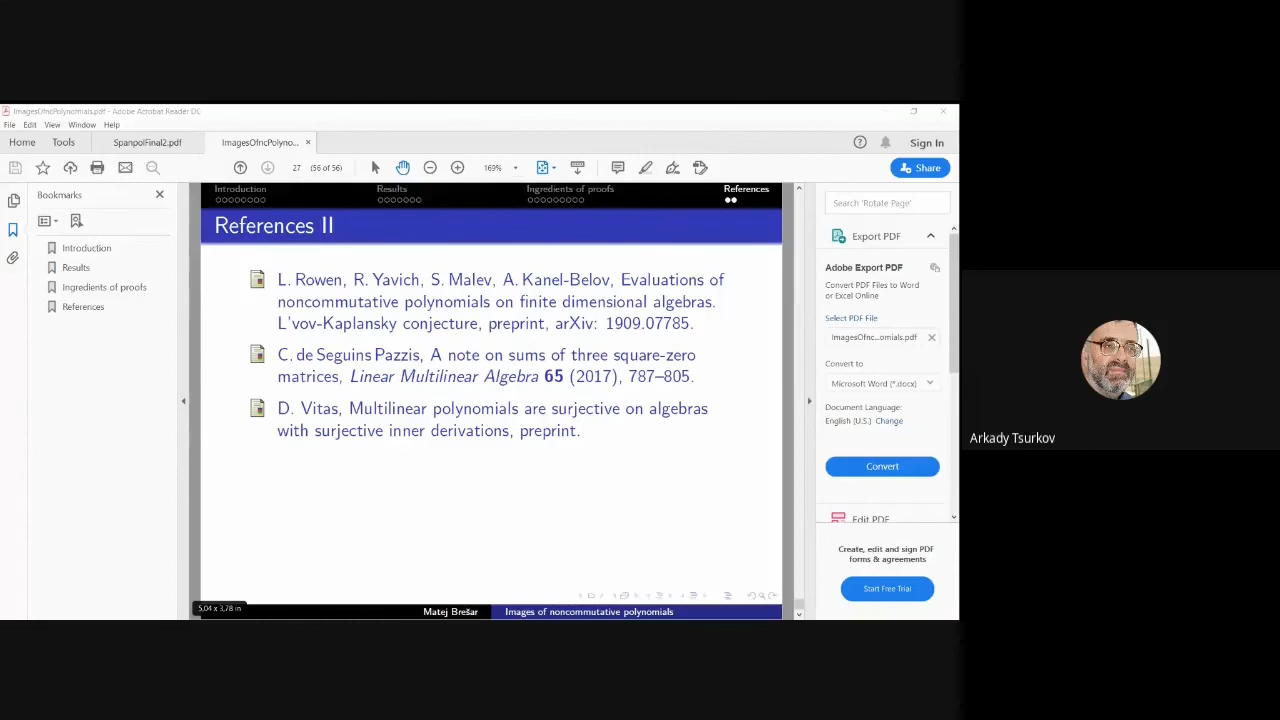 ImagesOfncPolynomials.pdf - Adobe Acrobat Reader DC
File Edit View Window Help
Home Tools SpanpolFinal2.pdf ImagesOfncPolyno... ×
Sign In
27 (56 of 56) 169%
Share
Bookmarks
Introduction
Results
Ingredients of proofs
References
Introduction Results Ingredients of proofs References
References II
L. Rowen, R. Yavich, S. Malev, A. Kanel-Belov, Evaluations of
noncommutative polynomials on finite dimensional algebras.
L'vov-Kaplansky conjecture, preprint, arXiv: 1909.07785.
C. de Seguins Pazzis, A note on sums of three square-zero
matrices, Linear Multilinear Algebra 65 (2017), 787–805.
D. Vitas, Multilinear polynomials are surjective on algebras
with surjective inner derivations, preprint.
5,04 x 3,78 in
Matej Brešar Images of noncommutative polynomials
Search 'Rotate Page'
Export PDF
Adobe Export PDF
Convert PDF Files to Word
or Excel Online
Select PDF File
ImagesOfnc...omials.pdf
Convert to
Microsoft Word (*.docx)
Document Language:
English (U.S.) Change
Convert
Edit PDF
Create, edit and sign PDF
forms & agreements
Start Free Trial
Arkady Tsurkov